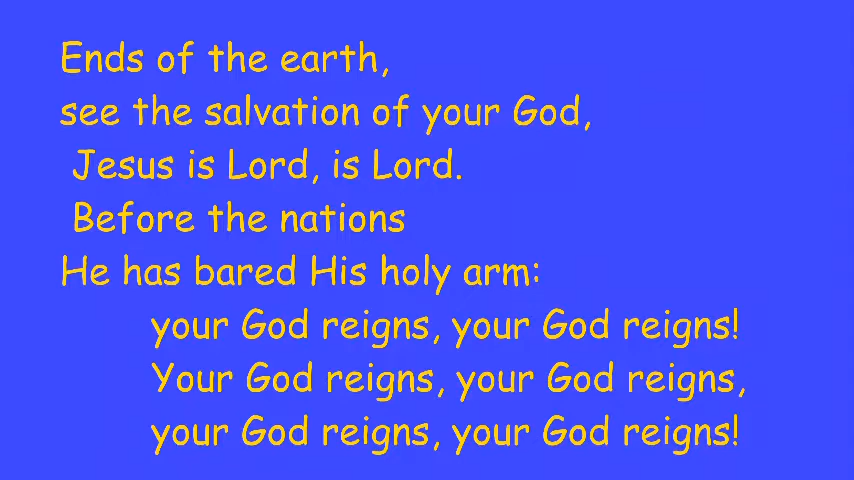 Ends of the earth,
see the salvation of your God,
Jesus is Lord, is Lord.
Before the nations
He has bared His holy arm:
your God reigns, your God reigns!
Your God reigns, your God reigns,
your God reigns, your God reigns!